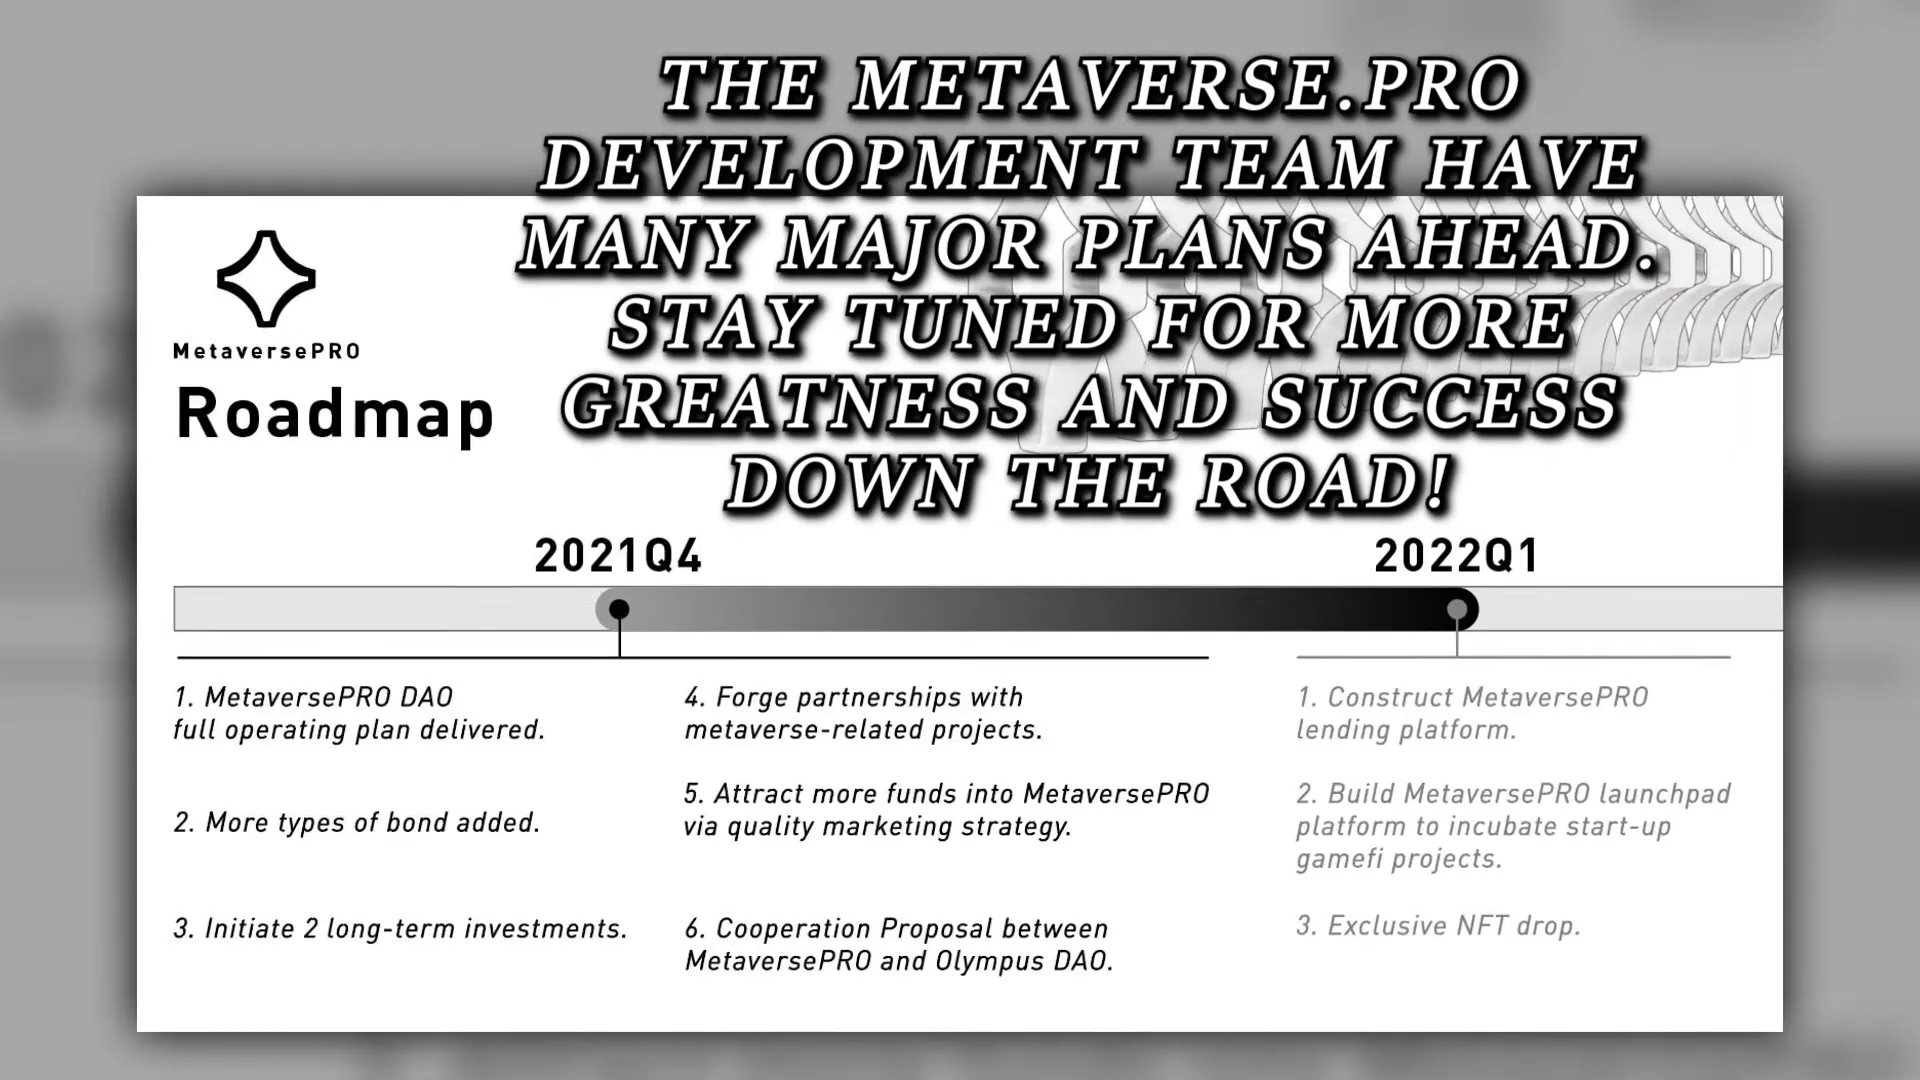 THE METAVERSE.PRO
DEVELOPMENT TEAM HAVE
MANY MAJOR PLANS AHEAD.
STAY TUNED FOR MORE
GREATNESS AND SUCCESS
DOWN THE ROAD!
MetaversePRO
Roadmap
2021Q4
1. MetaversePRO DAO
full operating plan delivered.
2. More types of bond added.
3. Initiate 2 long-term investments.
4. Forge partnerships with
metaverse-related projects.
5. Attract more funds into MetaversePRO
via quality marketing strategy.
6. Cooperation Proposal between
MetaversePRO and Olympus DAO.
2022Q1
1. Construct MetaversePRO
lending platform.
2. Build MetaversePRO launchpad
platform to incubate start-up
gamefi projects.
3. Exclusive NFT drop.